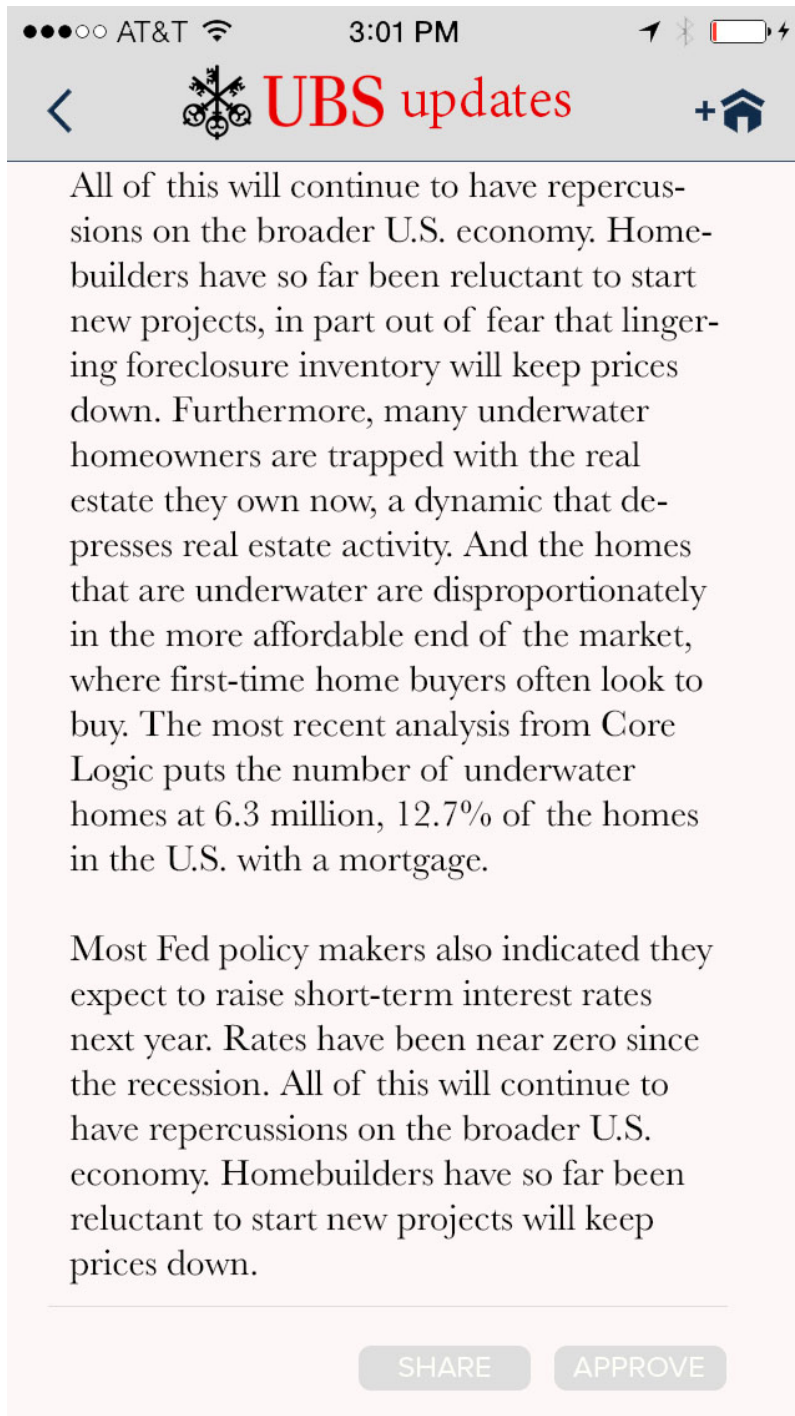 AT&T 3:01 PM
UBS updates
All of this will continue to have repercus-
sions on the broader U.S. economy. Home-
builders have so far been reluctant to start
new projects, in part out of fear that linger-
ing foreclosure inventory will keep prices
down. Furthermore, many underwater
homeowners are trapped with the real
estate they own now, a dynamic that de-
presses real estate activity. And the homes
that are underwater are disproportionately
in the more affordable end of the market,
where first-time home buyers often look to
buy. The most recent analysis from Core
Logic puts the number of underwater
homes at 6.3 million, 12.7% of the homes
in the U.S. with a mortgage.
Most Fed policy makers also indicated they
expect to raise short-term interest rates
next year. Rates have been near zero since
the recession. All of this will continue to
have repercussions on the broader U.S.
economy. Homebuilders have so far been
reluctant to start new projects will keep
prices down.
SHARE APPROVE